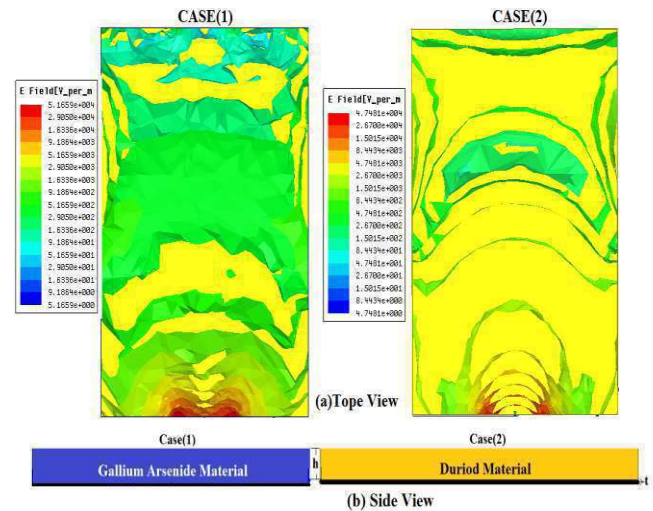 CASE(1)
CASE(2)
E Field[V_per_m
5.1659e+004
2.9050e+004
1.6336e+004
9.1864e+003
5.1659e+003
2.9050e+003
1.6336e+003
9.1864e+002
5.1659e+002
2.9050e+002
1.6336e+002
9.1864e+001
5.1659e+001
2.9050e+001
1.6336e+001
9.1864e+000
5.1659e+000
E Field[V_per_m
4.7481e+004
2.6700e+004
1.5015e+004
8.4434e+003
4.7481e+003
2.6700e+003
1.5015e+003
8.4434e+002
4.7481e+002
2.6700e+002
1.5015e+002
8.4434e+001
4.7481e+001
2.6700e+001
1.5015e+001
8.4434e+000
4.7481e+000
(a)Tope View
Case(1)
Case(2)
Gallium Arsenide Material
h
Duriod Material
t
(b) Side View